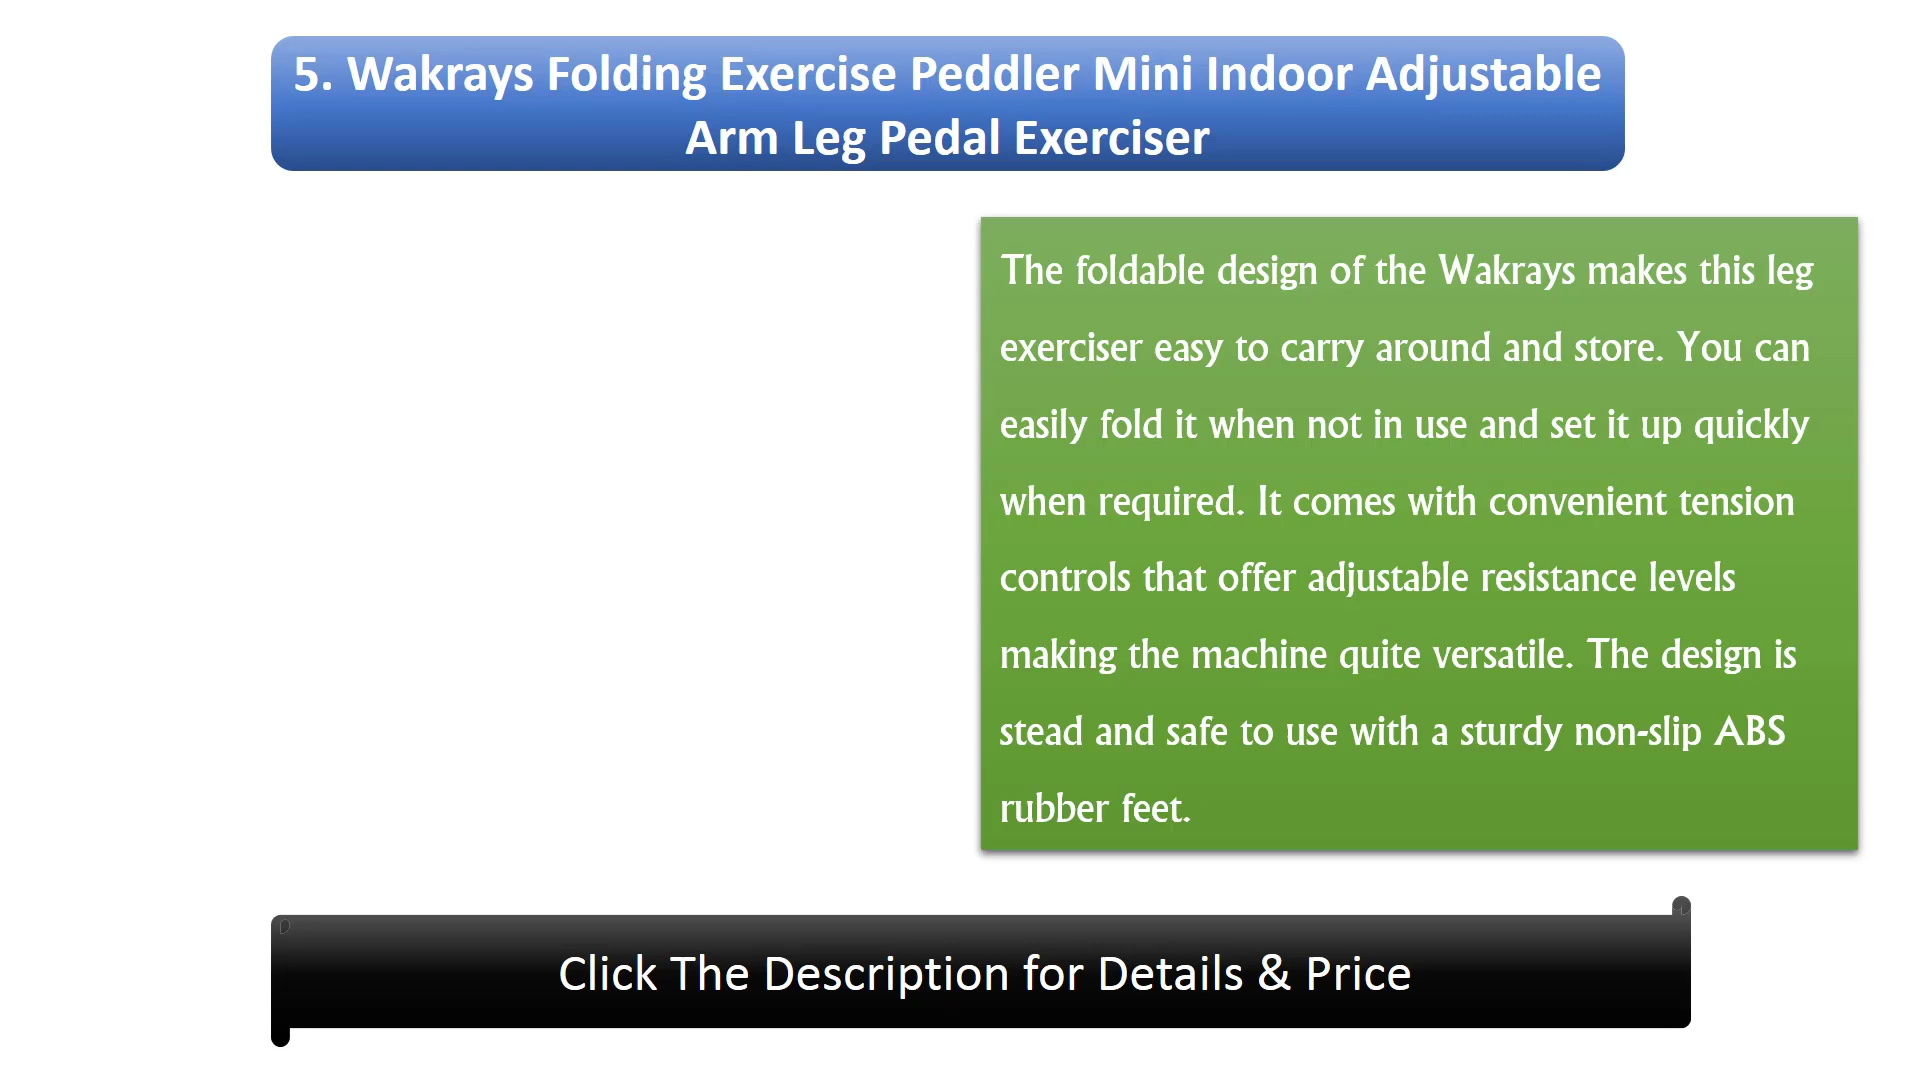 5. Wakrays Folding Exercise Peddler Mini Indoor Adjustable
Arm Leg Pedal Exerciser
The foldable design of the Wakrays makes this leg
exerciser easy to carry around and store. You can
easily fold it when not in use and set it up quickly
when required. It comes with convenient tension
controls that offer adjustable resistance levels
making the machine quite versatile. The design is
stead and safe to use with a sturdy non-slip ABS
rubber feet.
Click The Description for Details & Price